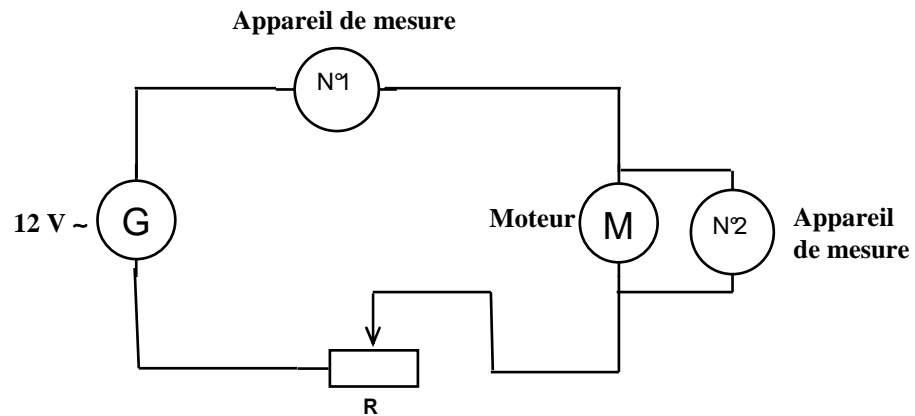 Appareil de mesure
N°1
12 V ~
G
Moteur
M
N°2
Appareil
de mesure
R